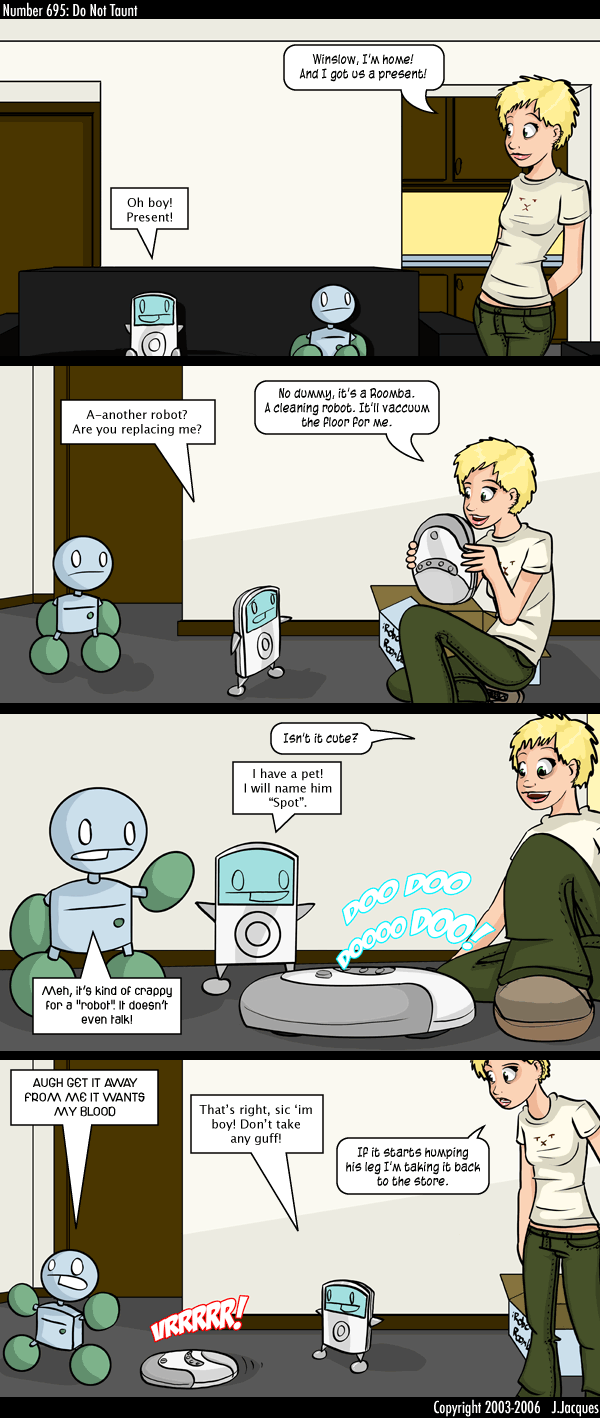 Number 695: Do Not Taunt
Winslow, I'm home!
And I got us a present!
Oh boy!
Present!
A-another robot?
Are you replacing me?
No dummy, it's a Roomba.
A cleaning robot. It'll vaccuum
the floor for me.
iRobot
Roomba
Isn't it cute?
I have a pet!
I will name him
"Spot".
DOO DOO
DOOOO DOO!
Meh, it's kind of crappy
for a "robot". It doesn't
even talk!
AUGH GET IT AWAY
FROM ME IT WANTS
MY BLOOD
That's right, sic 'im
boy! Don't take
any guff!
If it starts humping
his leg I'm taking it back
to the store.
VRRRRR!
iRobot
Roomba
Copyright 2003-2006 J.Jacques